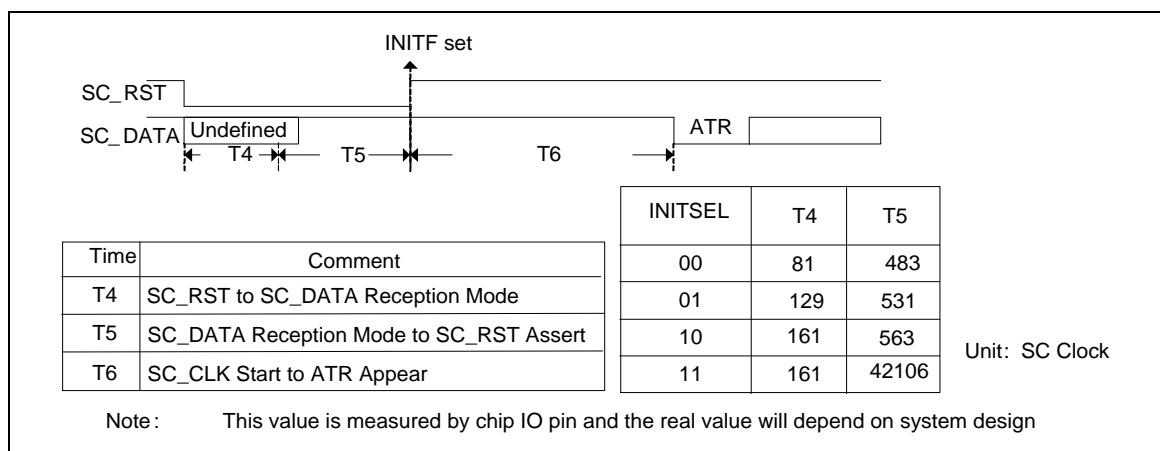 INITF set
SC_RST
SC_DATA
Undefined
ATR
T4
T5
T6
Time Comment
T4 SC_RST to SC_DATA Reception Mode
T5 SC_DATA Reception Mode to SC_RST Assert
T6 SC_CLK Start to ATR Appear
INITSEL T4 T5
00 81 483
01 129 531
10 161 563
11 161 42106
Unit: SC Clock
Note : This value is measured by chip IO pin and the real value will depend on system design